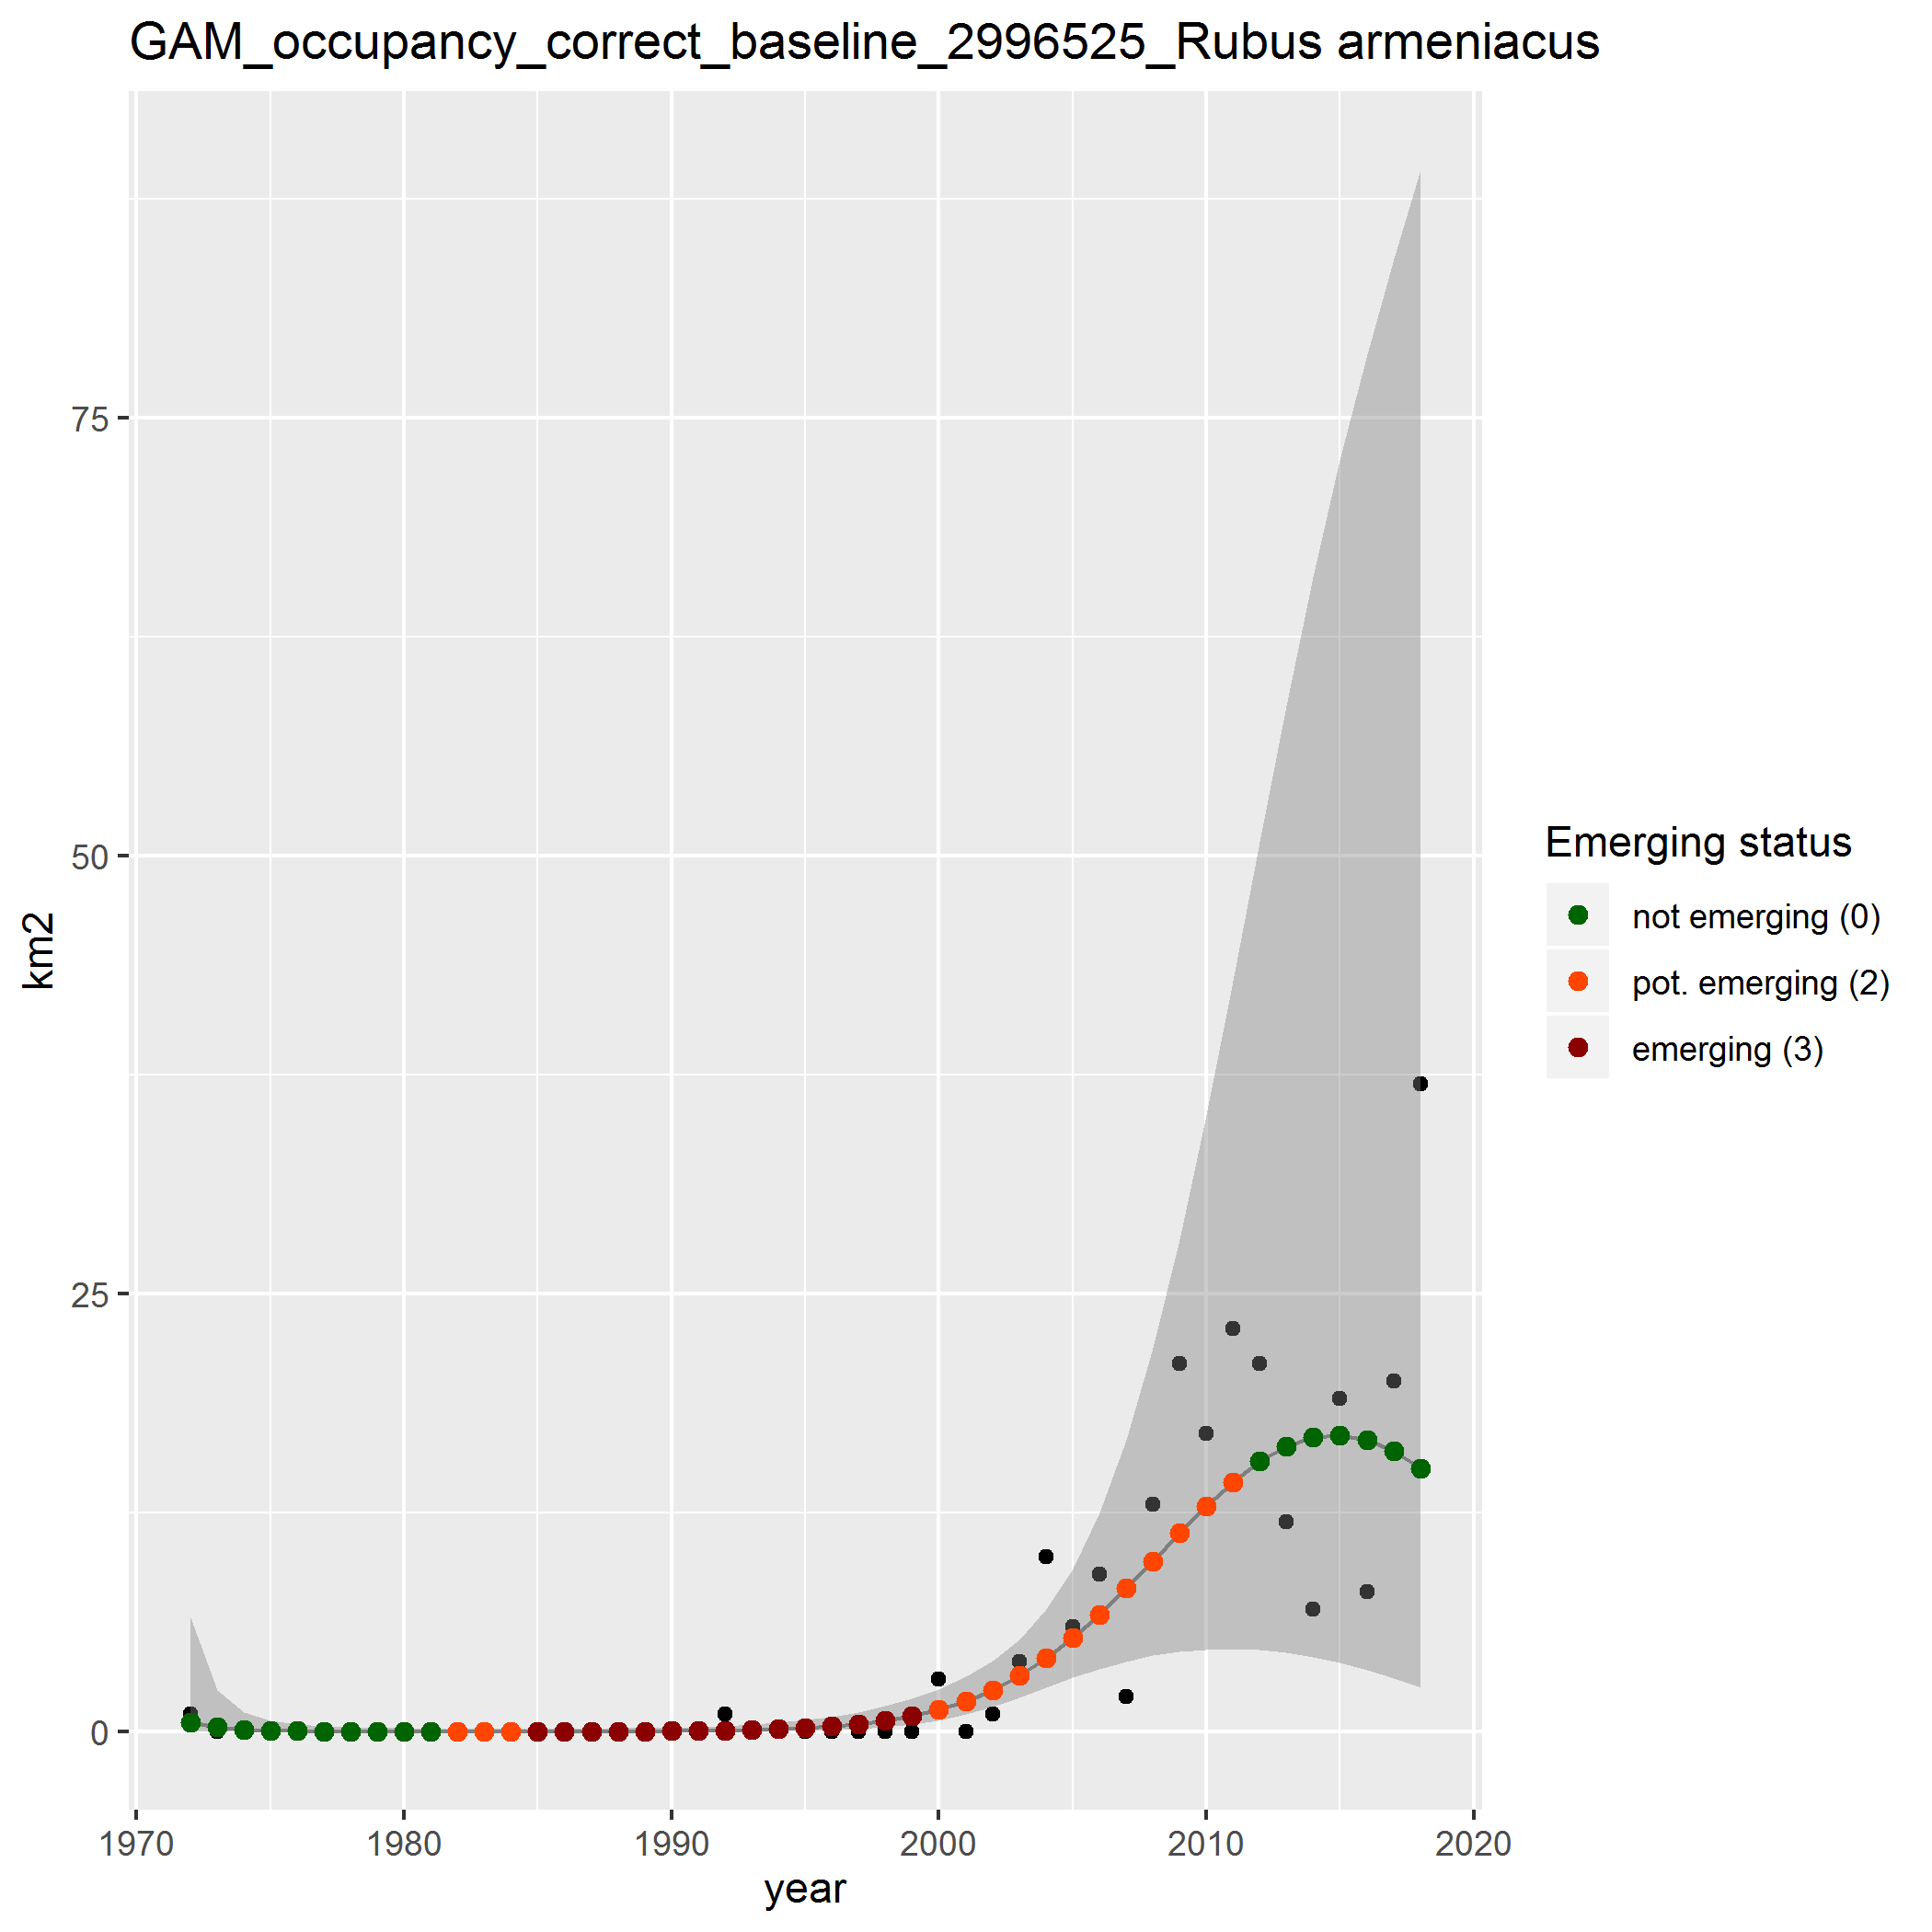 GAM_occupancy_correct_baseline_2996525_Rubus armeniacus
75
50
25
0
km2
1970 1980 1990 2000 2010 2020
year
Emerging status
not emerging (0)
pot. emerging (2)
emerging (3)